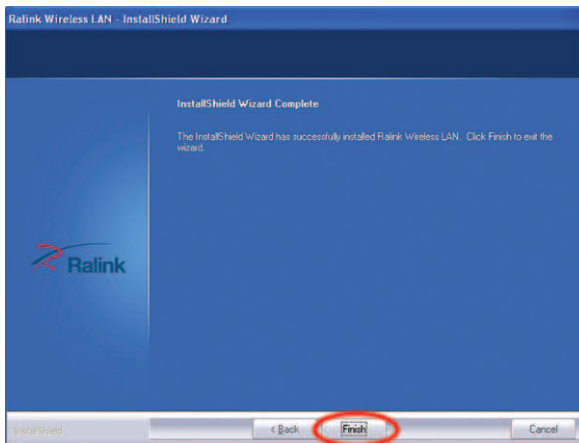 Ralink Wireless LAN - InstallShield Wizard
InstallShield Wizard Complete
The InstallShield Wizard has successfully installed Ralink Wireless LAN. Click Finish to exit the
wizard.
Ralink
InstallShield
< Back
Finish
Cancel